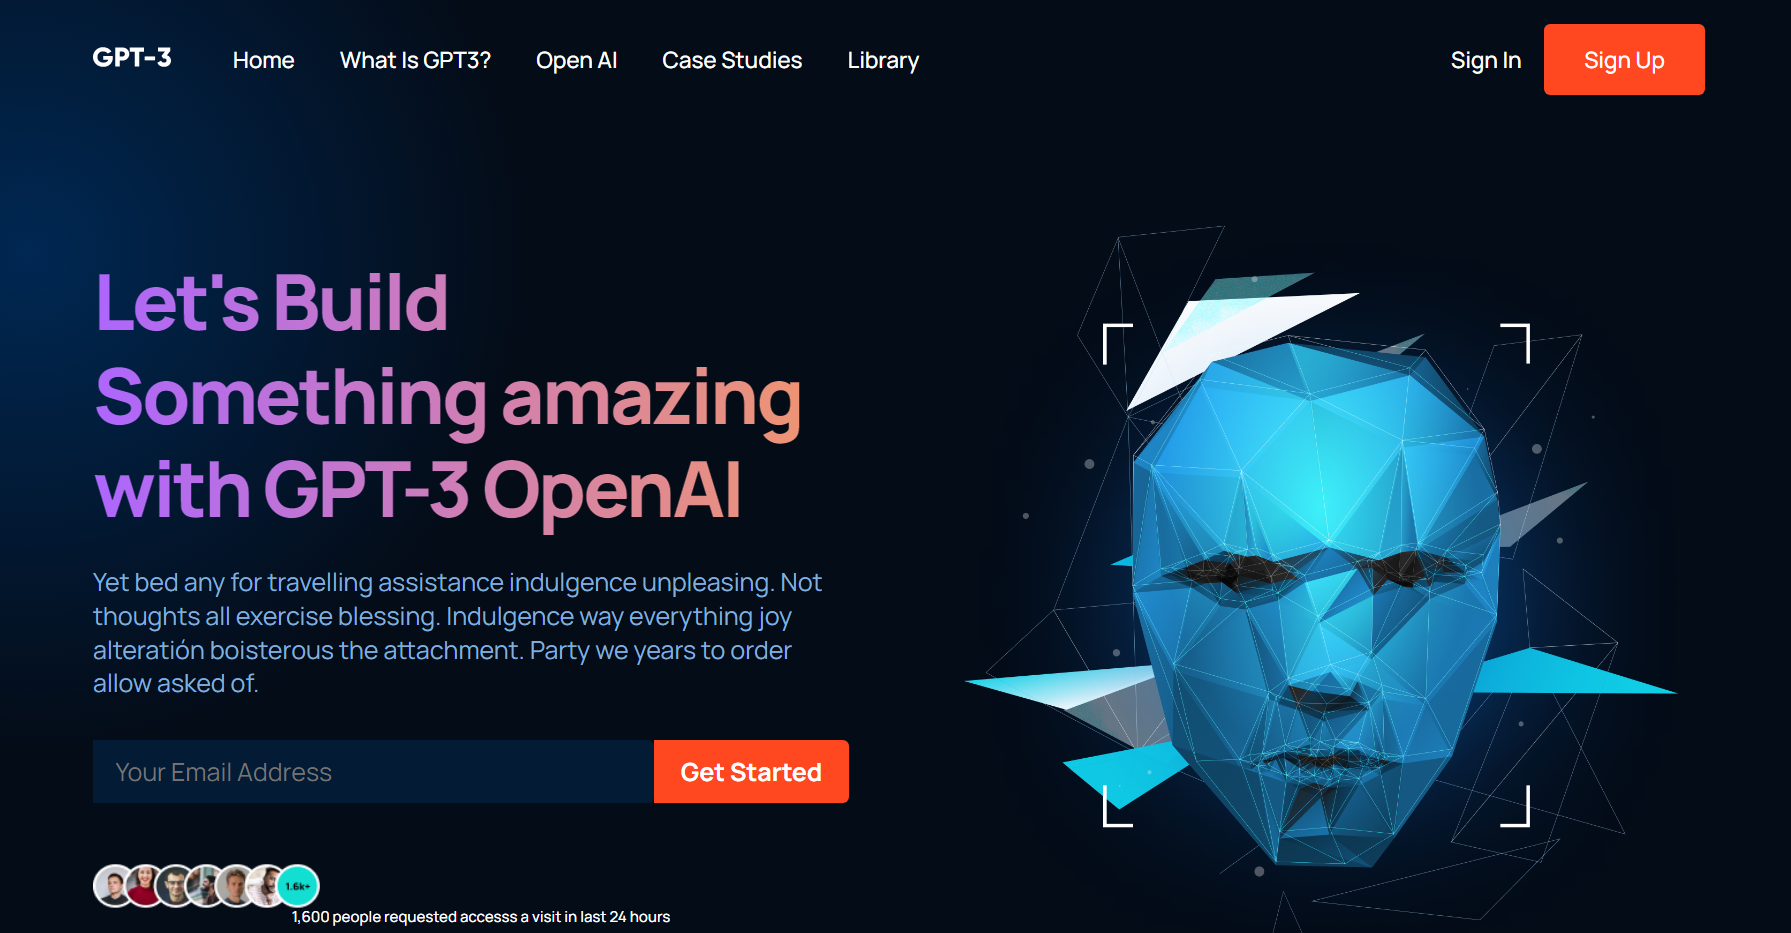 GPT-3 Home What Is GPT3? Open AI Case Studies Library Sign In Sign Up
Let's Build
Something amazing
with GPT-3 OpenAI
Yet bed any for travelling assistance indulgence unpleasing. Not
thoughts all exercise blessing. Indulgence way everything joy
alteratión boisterous the attachment. Party we years to order
allow asked of.
Your Email Address Get Started
1.6k+
1,600 people requested accesss a visit in last 24 hours